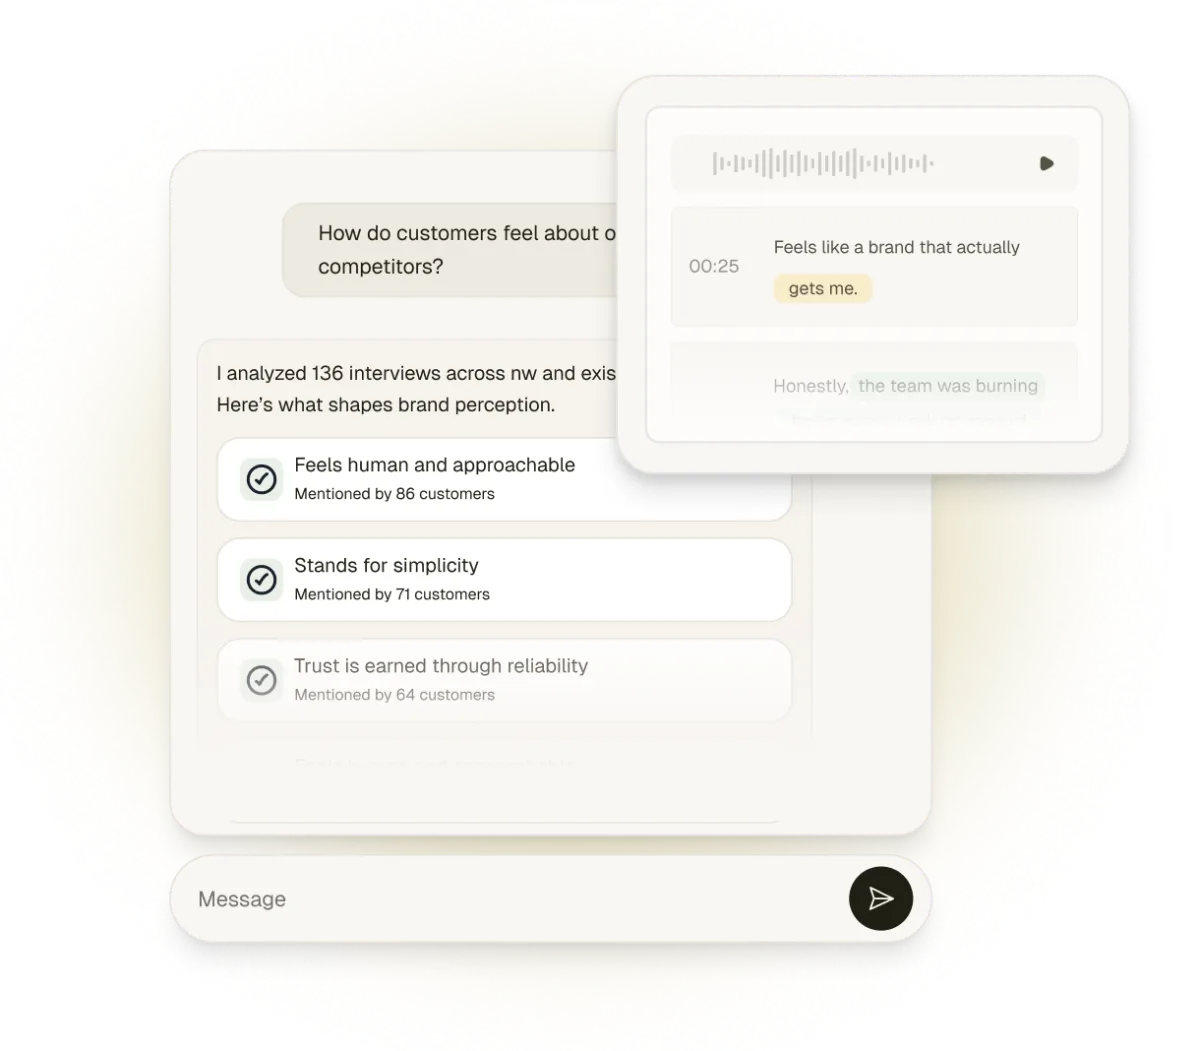 How do customers feel about o
competitors?
I analyzed 136 interviews across nw and exis
Here’s what shapes brand perception.
Feels human and approachable
Mentioned by 86 customers
Stands for simplicity
Mentioned by 71 customers
Trust is earned through reliability
Mentioned by 64 customers
Message
00:25
Feels like a brand that actually
gets me.
Honestly, the team was burning